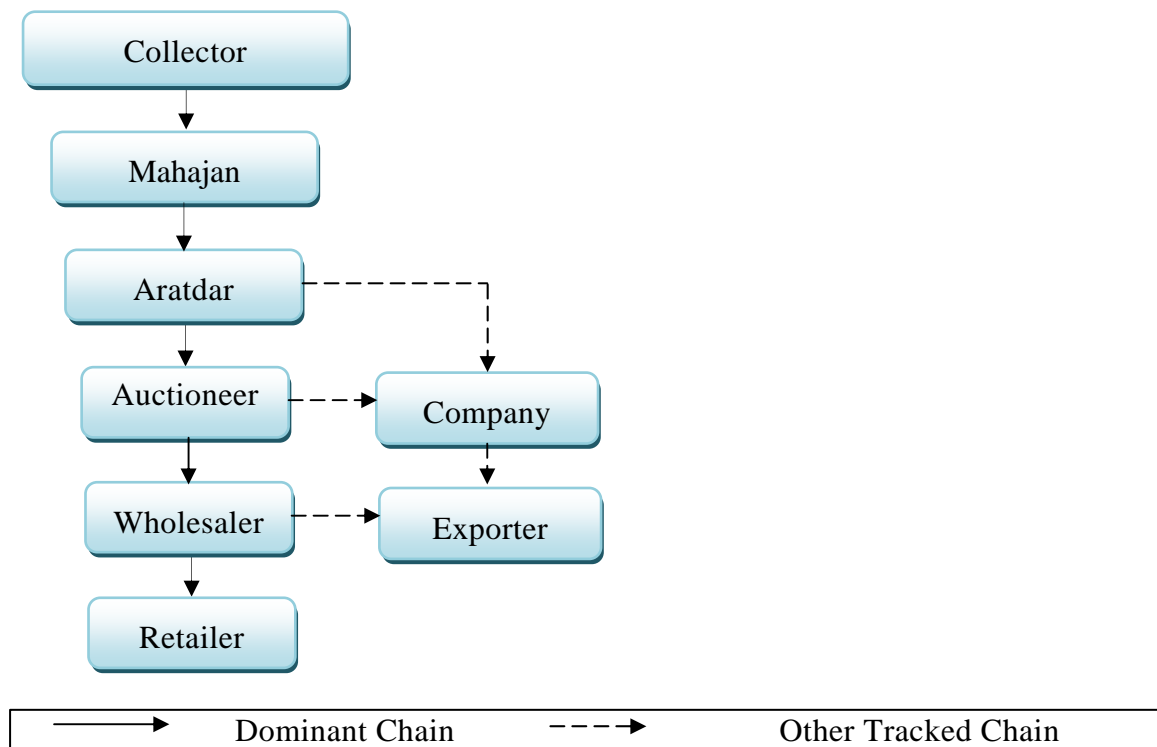 Collector
Mahajan
Aratdar
Auctioneer
Company
Wholesaler
Exporter
Retailer
Dominant Chain Other Tracked Chain